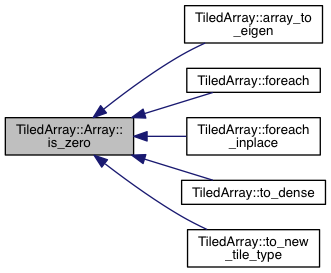 TiledArray::array_to
_eigen
TiledArray::foreach
TiledArray::Array::
is_zero
TiledArray::foreach
_inplace
TiledArray::to_dense
TiledArray::to_new
_tile_type